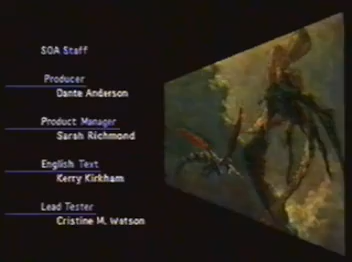 SOA Staff
Producer
Dante Anderson
Product Manager
Sarah Richmond
English Text
Kerry Kirkham
Lead Tester
Cristine M. Watson